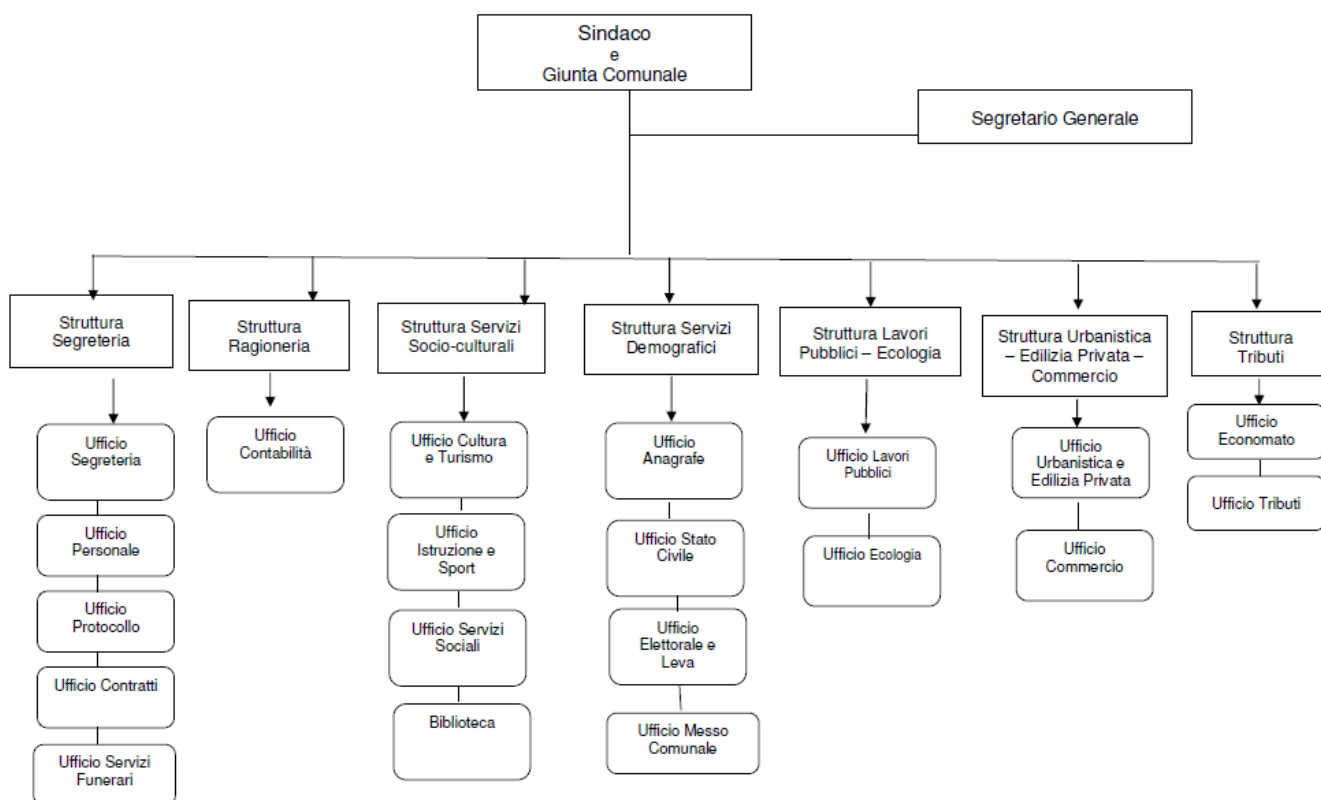 Sindaco
e
Giunta Comunale
Segretario Generale
Struttura
Segreteria
Struttura
Ragioneria
Struttura Servizi
Socio-culturali
Struttura Servizi
Demografici
Struttura Lavori
Pubblici – Ecologia
Struttura Urbanistica
– Edilizia Privata –
Commercio
Struttura
Tributi
Ufficio
Segreteria
Ufficio
Personale
Ufficio
Protocollo
Ufficio Contratti
Ufficio Servizi
Funerari
Ufficio
Contabilità
Ufficio Cultura
e Turismo
Ufficio
Istruzione e
Sport
Ufficio Servizi
Sociali
Biblioteca
Ufficio
Anagrafe
Ufficio Stato
Civile
Ufficio
Elettorale e
Leva
Ufficio Messo
Comunale
Ufficio Lavori
Pubblici
Ufficio Ecologia
Ufficio
Urbanistica e
Edilizia Privata
Ufficio
Commercio
Ufficio
Economato
Ufficio Tributi